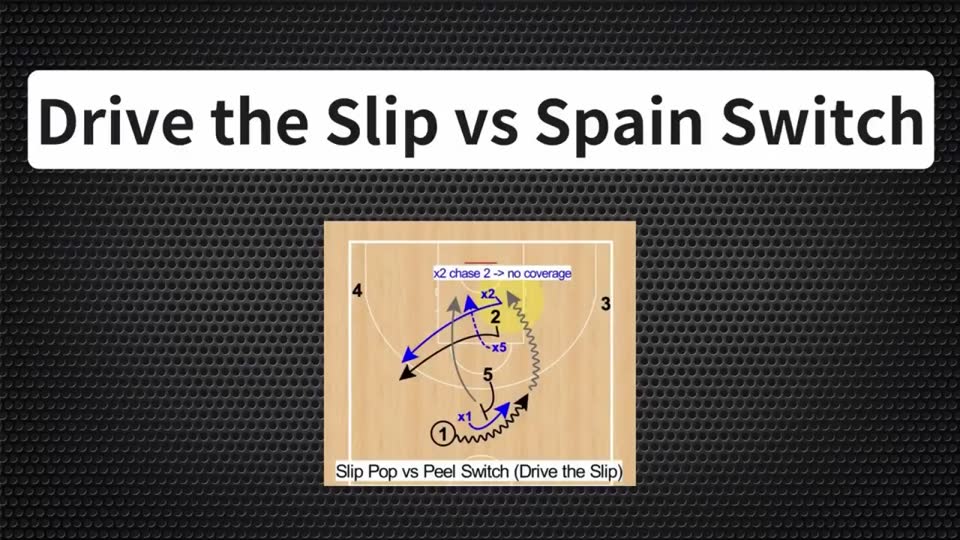 Drive the Slip vs Spain Switch
x2 chase 2 -> no coverage
4
x2
3
2
x5
5
x1
1
Slip Pop vs Peel Switch (Drive the Slip)